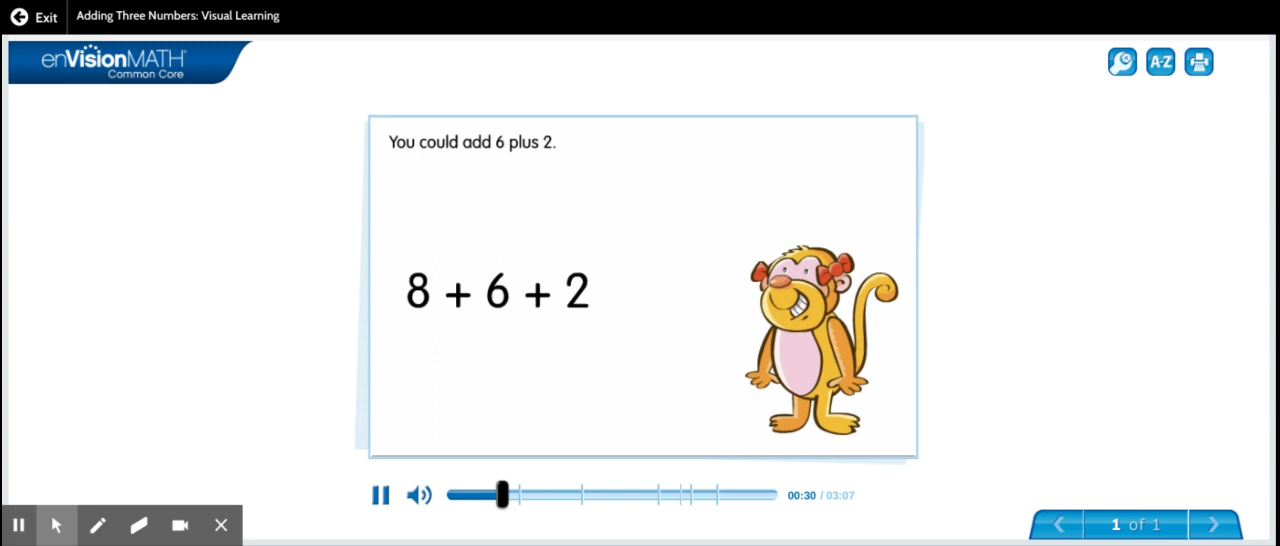 Exit
Adding Three Numbers: Visual Learning
enVisionMATH
Common Core
A-Z
You could add 6 plus 2.
8 + 6 + 2
00:30 / 03:07
1 of 1